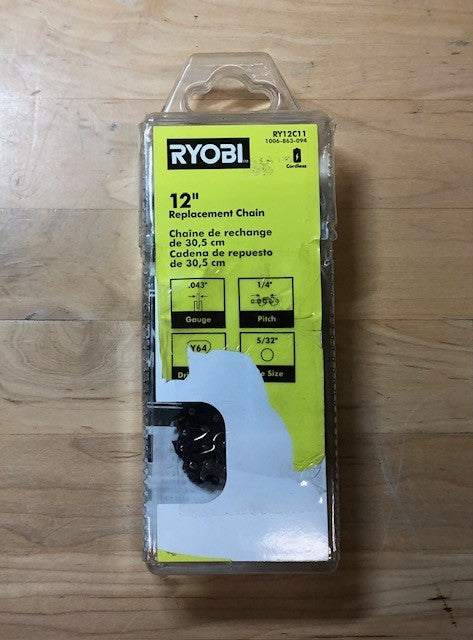 RYOBI
RY12C11
1006-863-094
Cordless
12"
Replacement Chain
Chaîne de rechange
de 30,5 cm
Cadena de repuesto
de 30,5 cm
.043"
1/4"
Gauge
Pitch
Y64
5/32"
Size